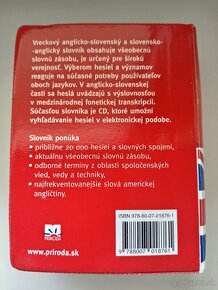 Vreckový anglicko-slovenský a slovensko-
-anglický slovník obsahuje všeobecnú
slovnú zásobu, je určený pre širokú
verejnosť. Výberom hesiel a významov
reaguje na súčasné potreby používateľov
oboch jazykov. V anglicko-slovenskej
časti sa heslá uvádzajú s výslovnosťou
v medzinárodnej fonetickej transkripcii.
Súčasťou slovníka je CD, ktoré umožní
vyhľadávanie hesiel v elektronickej podobe.
Slovník ponúka
• približne 20 000 hesiel a slovných spojení,
• aktuálnu všeobecnú slovnú zásobu,
• odborné termíny z oblasti spoločenských
vied, vedy a techniky,
• najfrekventovanejšie slová americkej
angličtiny.
ISBN 978-80-07-01876-1
9 788007 018761
www.priroda.sk